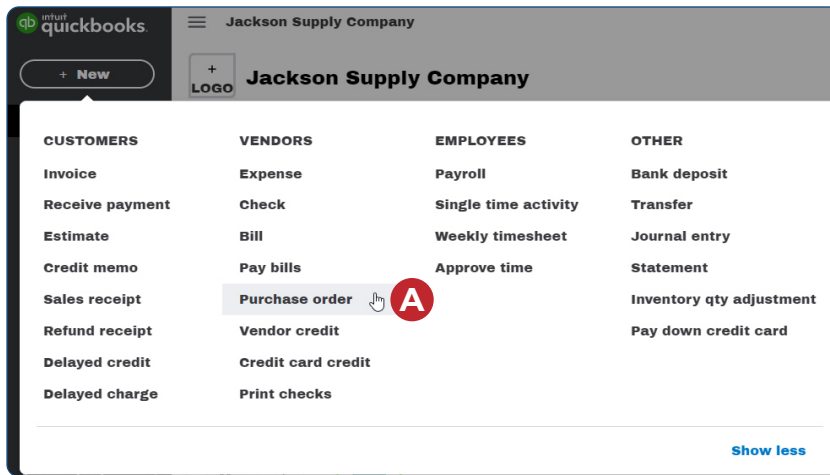 qb intuit quickbooks.
Jackson Supply Company
+ New
+ LOGO
Jackson Supply Company
CUSTOMERS
Invoice
Receive payment
Estimate
Credit memo
Sales receipt
Refund receipt
Delayed credit
Delayed charge
VENDORS
Expense
Check
Bill
Pay bills
Purchase order
A
Vendor credit
Credit card credit
Print checks
EMPLOYEES
Payroll
Single time activity
Weekly timesheet
Approve time
OTHER
Bank deposit
Transfer
Journal entry
Statement
Inventory qty adjustment
Pay down credit card
Show less